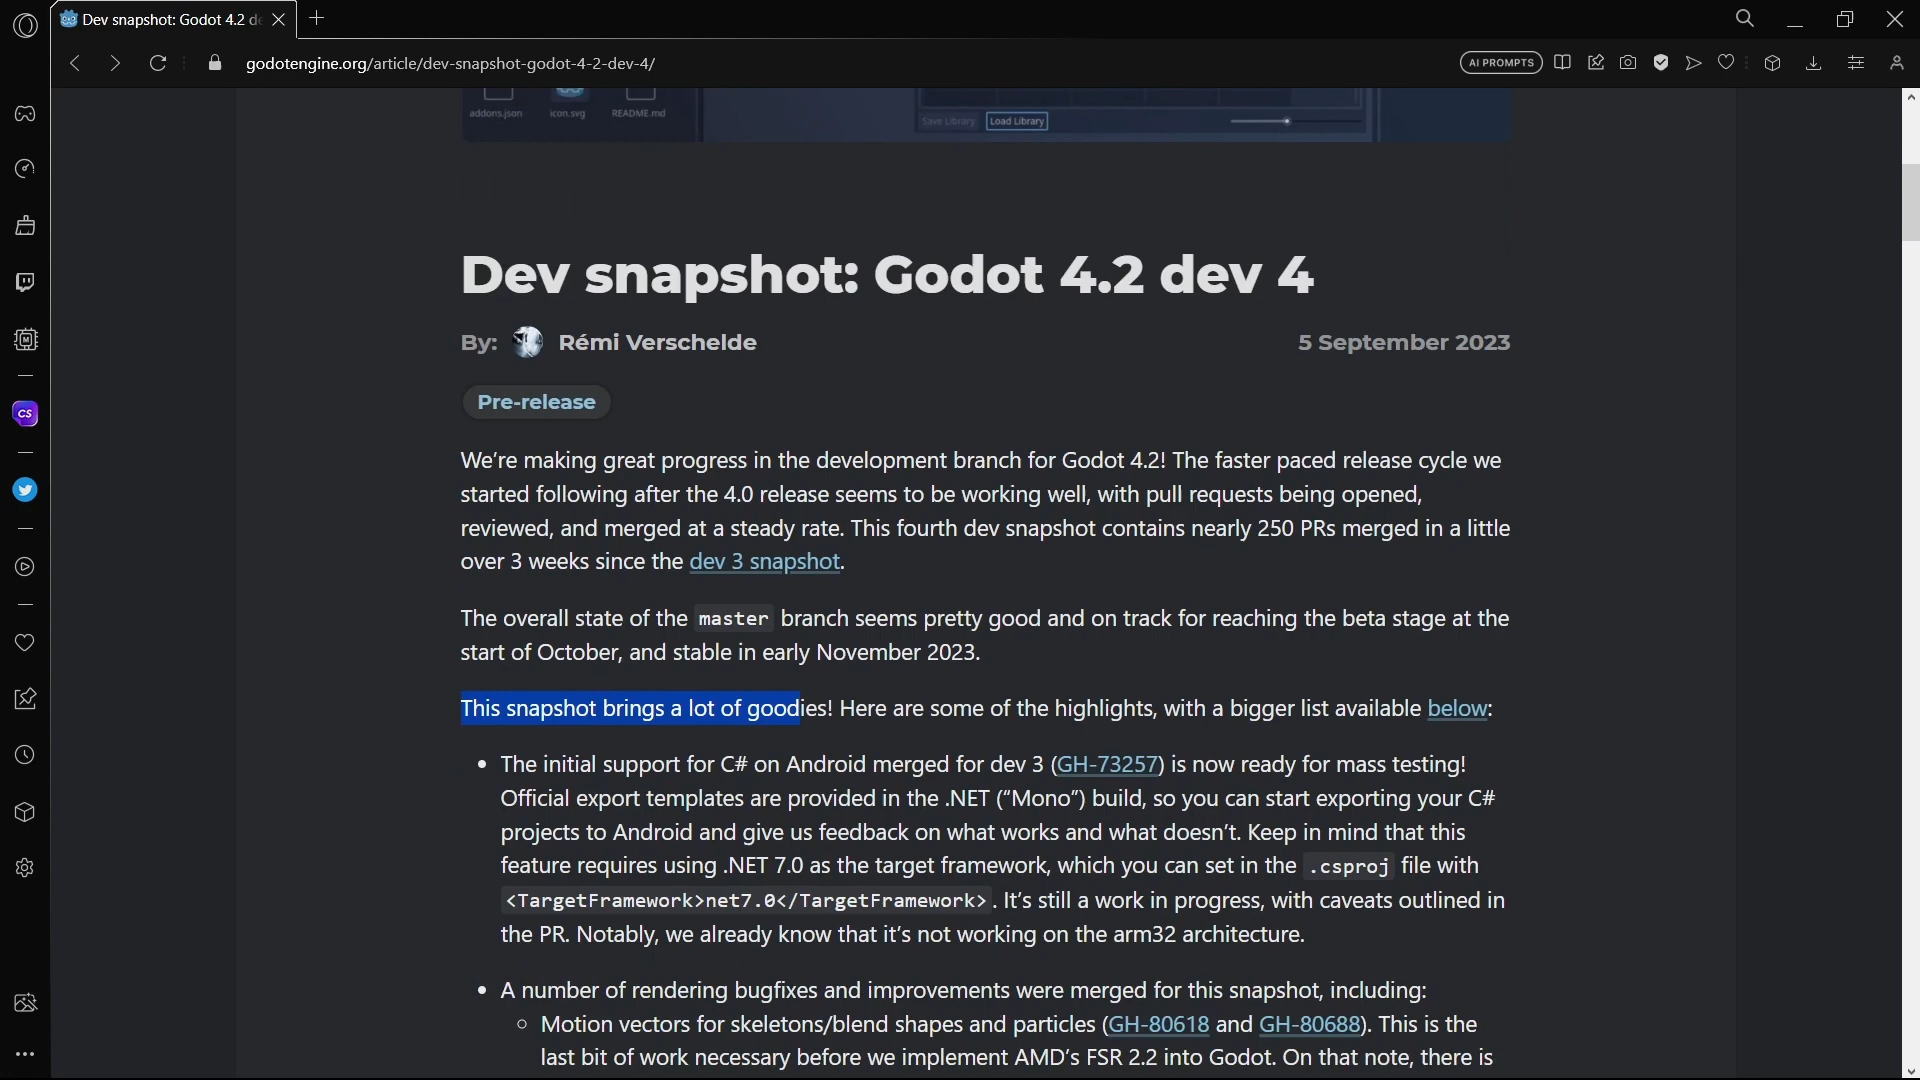 Dev snapshot: Godot 4.2 de
godotengine.org/article/dev-snapshot-godot-4-2-dev-4/
AI PROMPTS
addons.json
icon.svg
README.md
Save Library
Load Library
Dev snapshot: Godot 4.2 dev 4
By: Rémi Verschelde
5 September 2023
Pre-release
We’re making great progress in the development branch for Godot 4.2! The faster paced release cycle we
started following after the 4.0 release seems to be working well, with pull requests being opened,
reviewed, and merged at a steady rate. This fourth dev snapshot contains nearly 250 PRs merged in a little
over 3 weeks since the dev 3 snapshot.
The overall state of the master branch seems pretty good and on track for reaching the beta stage at the
start of October, and stable in early November 2023.
This snapshot brings a lot of goodies! Here are some of the highlights, with a bigger list available below:
• The initial support for C# on Android merged for dev 3 (GH-73257) is now ready for mass testing!
Official export templates are provided in the .NET (“Mono”) build, so you can start exporting your C#
projects to Android and give us feedback on what works and what doesn’t. Keep in mind that this
feature requires using .NET 7.0 as the target framework, which you can set in the .csproj file with
<TargetFramework>net7.0</TargetFramework>. It’s still a work in progress, with caveats outlined in
the PR. Notably, we already know that it’s not working on the arm32 architecture.
• A number of rendering bugfixes and improvements were merged for this snapshot, including:
◦ Motion vectors for skeletons/blend shapes and particles (GH-80618 and GH-80688). This is the
last bit of work necessary before we implement AMD’s FSR 2.2 into Godot. On that note, there is
CS
M